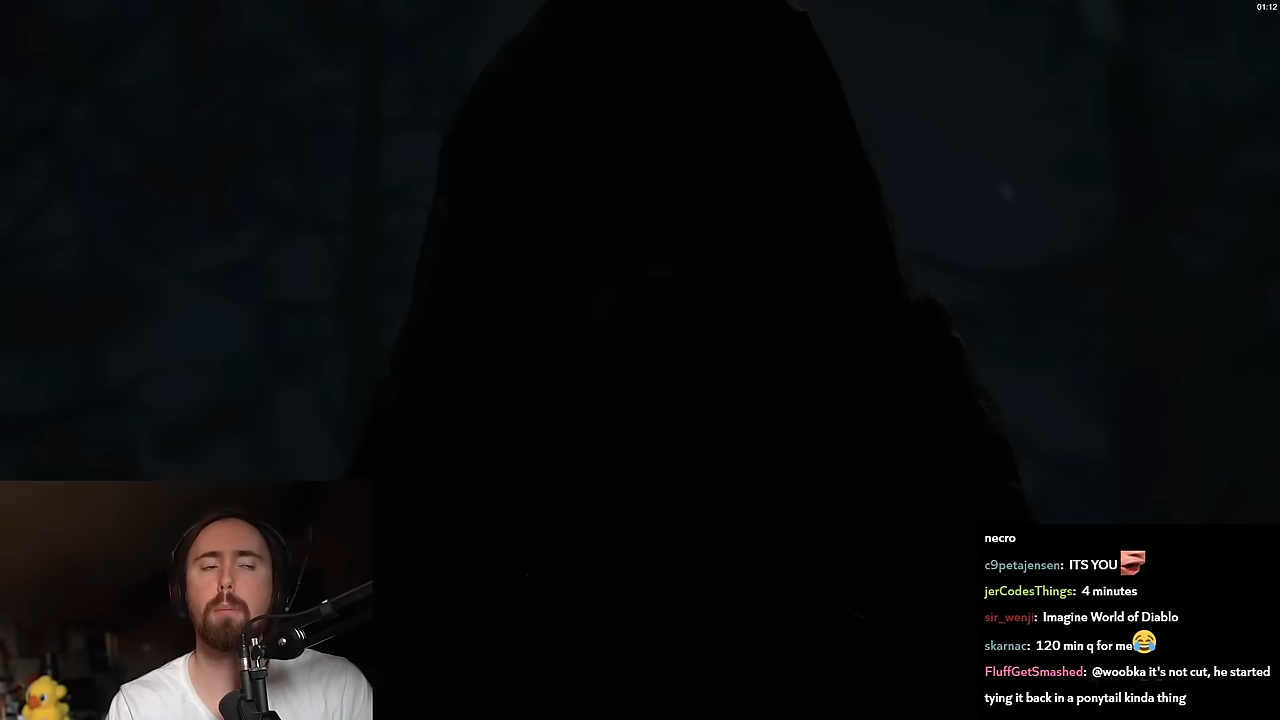 01:12
necro
c9petajensen: ITS YOU
jerCodesThings: 4 minutes
sir_wenji: Imagine World of Diablo
skarnac: 120 min q for me😂
FluffGetSmashed: @woobka it's not cut, he started
tying it back in a ponytail kinda thing